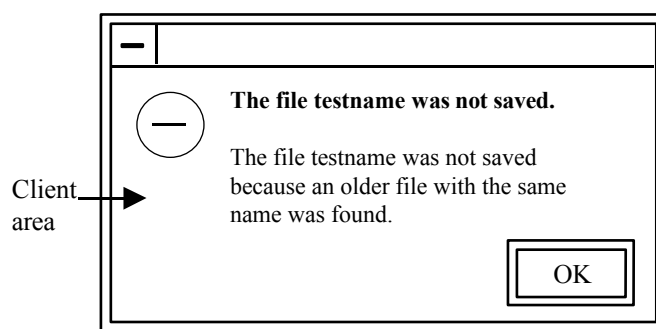 The file testname was not saved.
The file testname was not saved
because an older file with the same
name was found.
Client
area
OK